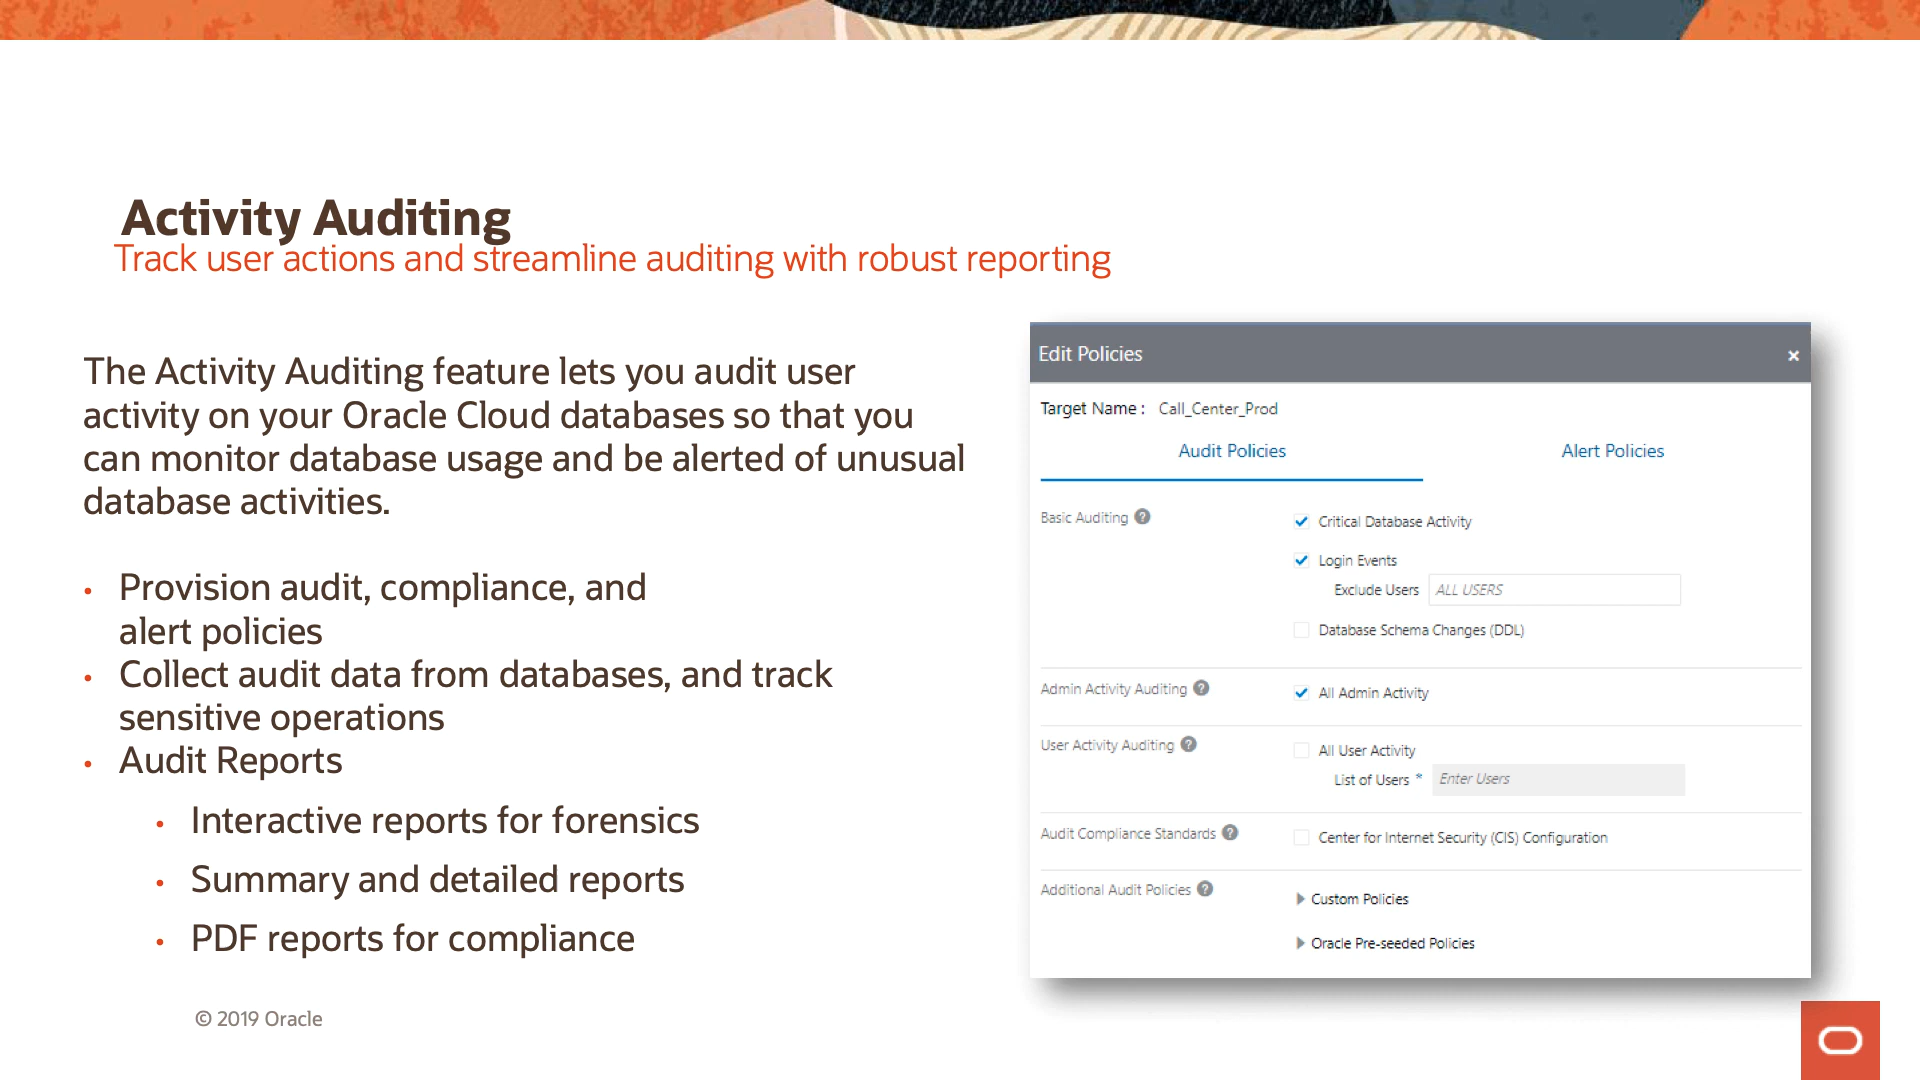 Activity Auditing
Track user actions and streamline auditing with robust reporting
The Activity Auditing feature lets you audit user
activity on your Oracle Cloud databases so that you
can monitor database usage and be alerted of unusual
database activities.
• Provision audit, compliance, and
alert policies
• Collect audit data from databases, and track
sensitive operations
• Audit Reports
• Interactive reports for forensics
• Summary and detailed reports
• PDF reports for compliance
© 2019 Oracle
Edit Policies ×
Target Name : Call_Center_Prod
Audit Policies Alert Policies
Basic Auditing ? Critical Database Activity
Login Events
Exclude Users ALL USERS
Database Schema Changes (DDL)
Admin Activity Auditing ? All Admin Activity
User Activity Auditing ? All User Activity
List of Users * Enter Users
Audit Compliance Standards ? Center for Internet Security (CIS) Configuration
Additional Audit Policies ? Custom Policies
Oracle Pre-seeded Policies